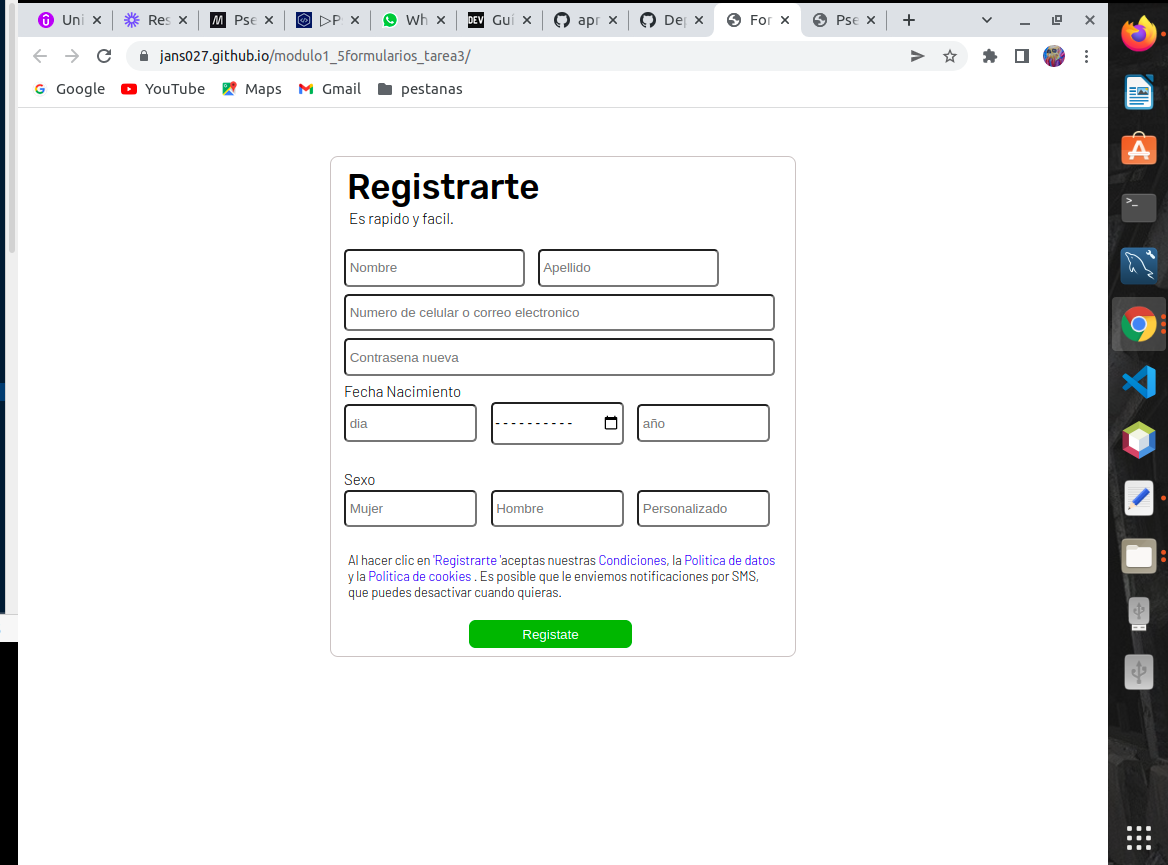 Uni
Res
Pse
▷P
Wh
DEV
Guí
apr
Dep
For
Pse
jans027.github.io/modulo1_5formularios_tarea3/
Google
YouTube
Maps
Gmail
pestanas
Registrarte
Es rapido y facil.
Nombre
Apellido
Numero de celular o correo electronico
Contrasena nueva
Fecha Nacimiento
dia
----------
año
Sexo
Mujer
Hombre
Personalizado
Al hacer clic en 'Registrarte 'aceptas nuestras Condiciones, la Politica de datos
y la Politica de cookies . Es posible que le enviemos notificaciones por SMS,
que puedes desactivar cuando quieras.
Registate